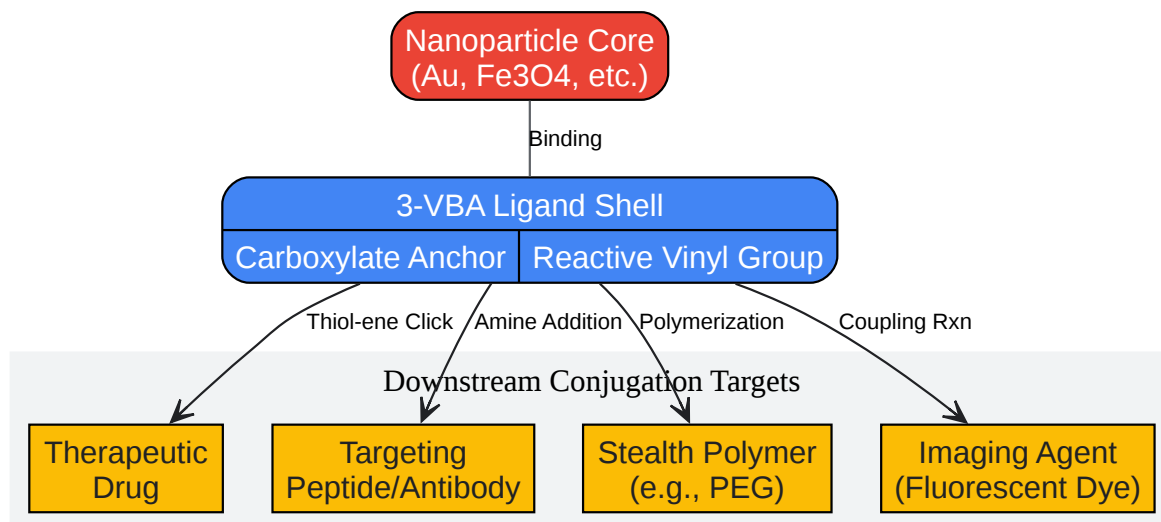 Nanoparticle Core
(Au, Fe3O4, etc.)
Binding
3-VBA Ligand Shell
Carboxylate Anchor
Reactive Vinyl Group
Thiol-ene Click
Amine Addition
Polymerization
Coupling Rxn
Downstream Conjugation Targets
Therapeutic
Drug
Targeting
Peptide/Antibody
Stealth Polymer
(e.g., PEG)
Imaging Agent
(Fluorescent Dye)